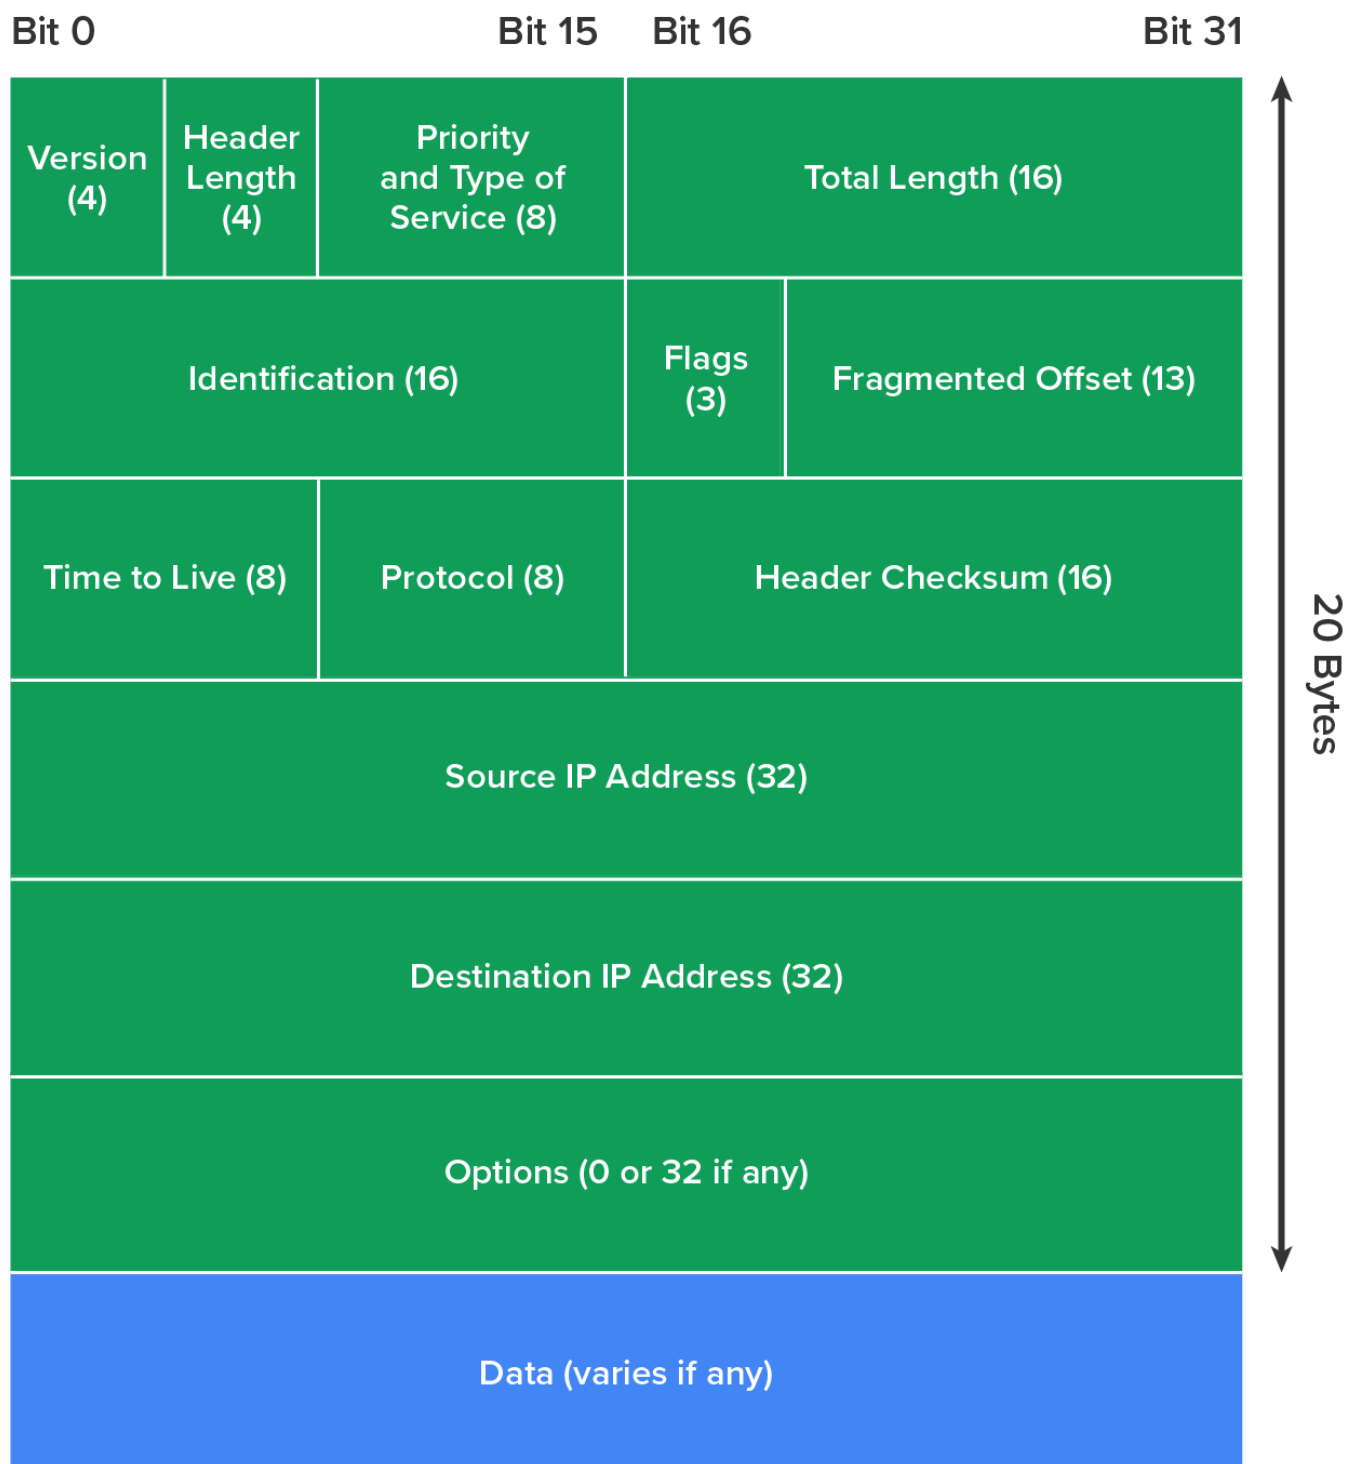 Bit 0
Bit 15
Bit 16
Bit 31
Version
(4)
Header
Length
(4)
Priority
and Type of
Service (8)
Total Length (16)
Identification (16)
Flags
(3)
Fragmented Offset (13)
Time to Live (8)
Protocol (8)
Header Checksum (16)
Source IP Address (32)
Destination IP Address (32)
Options (0 or 32 if any)
Data (varies if any)
20 Bytes